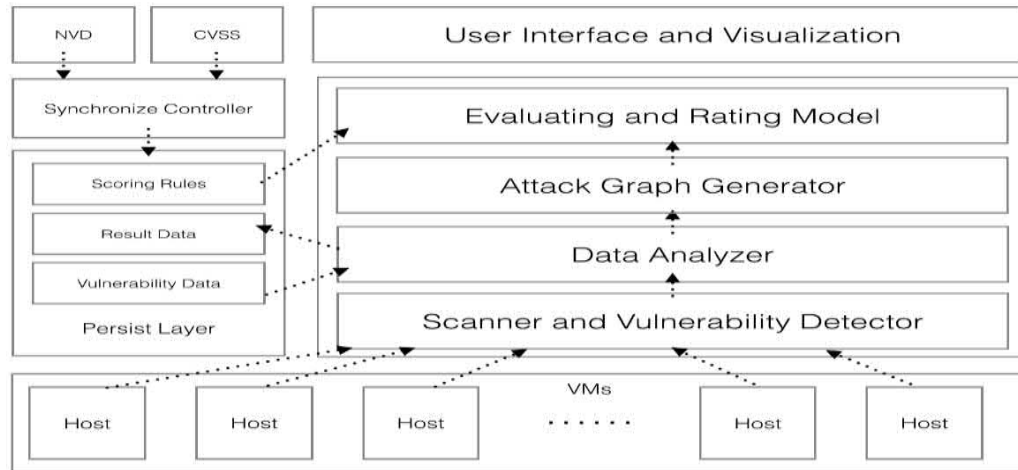 NVD
CVSS
User Interface and Visualization
Synchronize Controller
Evaluating and Rating Model
Scoring Rules
Attack Graph Generator
Result Data
Data Analyzer
Vulnerability Data
Persist Layer
Scanner and Vulnerability Detector
VMs
Host
Host
Host
......
Host
Host